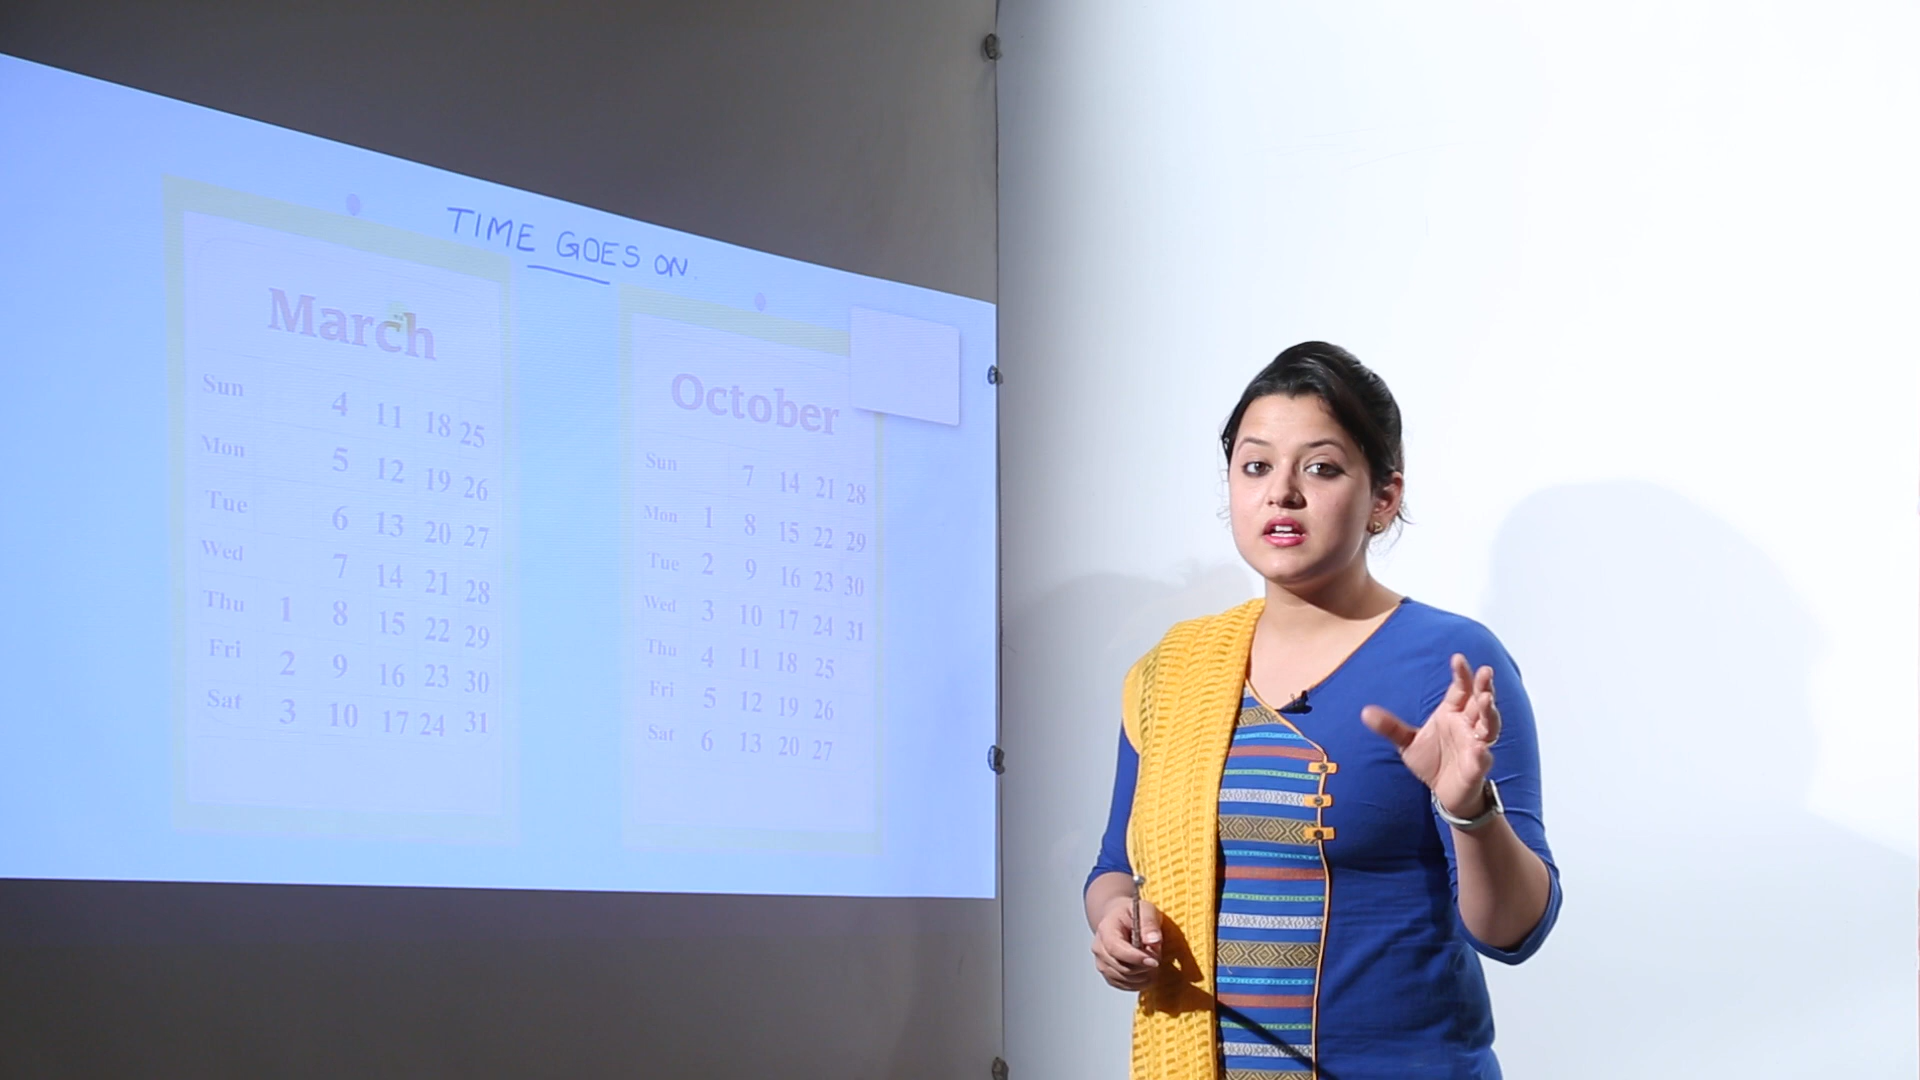 TIME GOES ON.
March
Sun 4 11 18 25
Mon 5 12 19 26
Tue 6 13 20 27
Wed 7 14 21 28
Thu 1 8 15 22 29
Fri 2 9 16 23 30
Sat 3 10 17 24 31
October
Sun 7 14 21 28
Mon 1 8 15 22 29
Tue 2 9 16 23 30
Wed 3 10 17 24 31
Thu 4 11 18 25
Fri 5 12 19 26
Sat 6 13 20 27